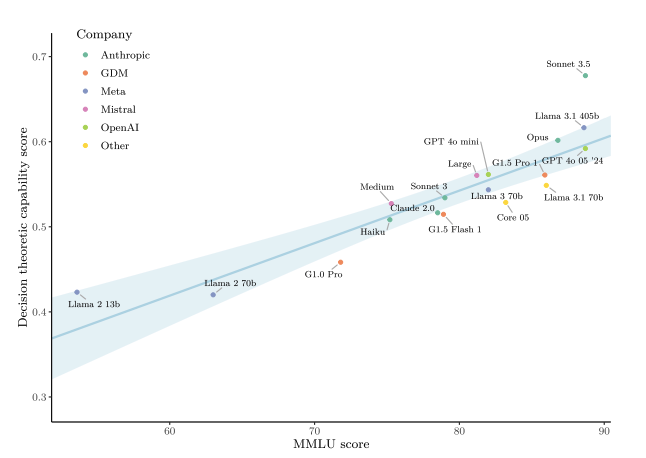 Company
Anthropic
GDM
Meta
Mistral
OpenAI
Other
Decision theoretic capability score
0.7
0.6
0.5
0.4
0.3
Sonnet 3.5
Llama 3.1 405b
Opus
GPT 4o mini
Large
G1.5 Pro 1
GPT 4o 05 '24
Medium
Sonnet 3
Llama 3 70b
Llama 3.1 70b
Claude 2.0
Core 05
Haiku
G1.5 Flash 1
G1.0 Pro
Llama 2 70b
Llama 2 13b
60
70
80
90
MMLU score